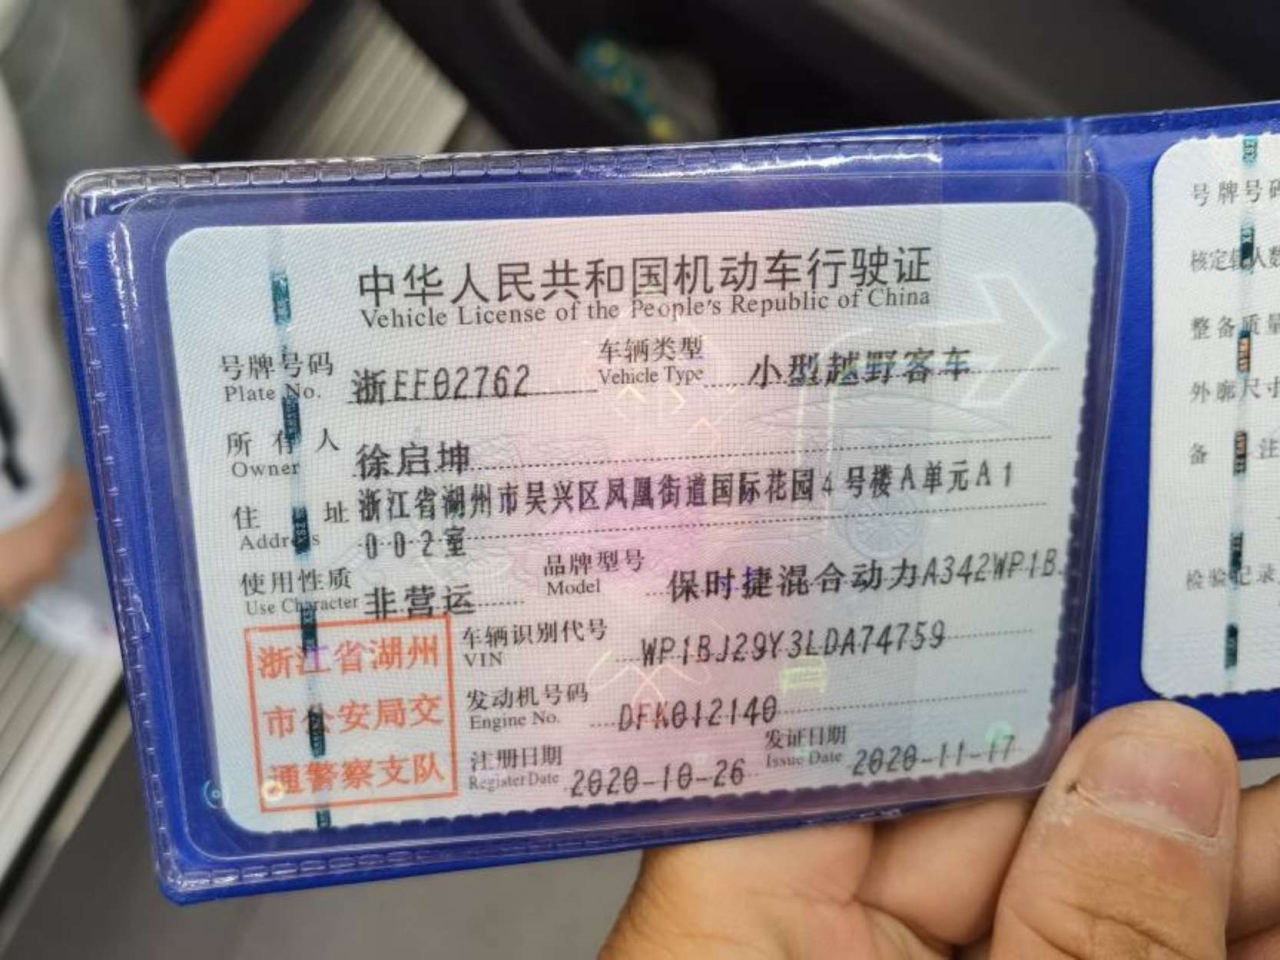 中华人民共和国机动车行驶证
Vehicle License of the People's Republic of China
号牌号码 浙EF02762 车辆类型 小型越野客车
Plate No. Vehicle Type
所有人 徐启坤
Owner
住址 浙江省湖州市吴兴区凤凰街道国际花园4号楼A单元A1
Address 002室
使用性质 非营运 品牌型号 保时捷混合动力A342WP1B
Use Character Model
浙江省湖州
市公安局交
通警察支队
车辆识别代号 WP1BJ29Y3LDA74759
VIN
发动机号码 DFK012140
Engine No.
注册日期 2020-10-26 发证日期 2020-11-17
Register Date Issue Date
号牌号码
核定载人数
整备质量
外廓尺寸
备注
检验记录